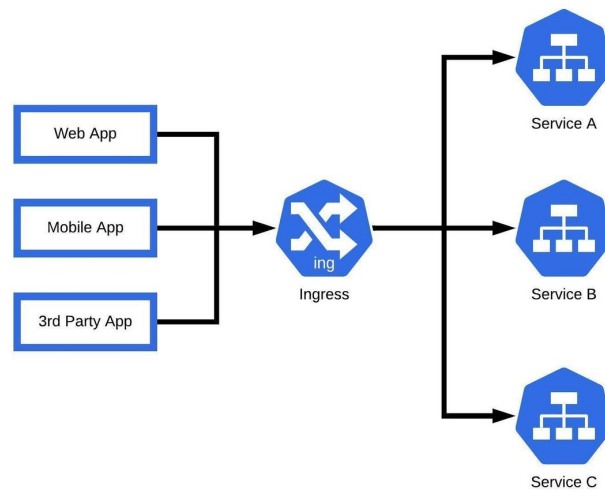 Web App
Mobile App
3rd Party App
ing
Ingress
Service A
Service B
Service C